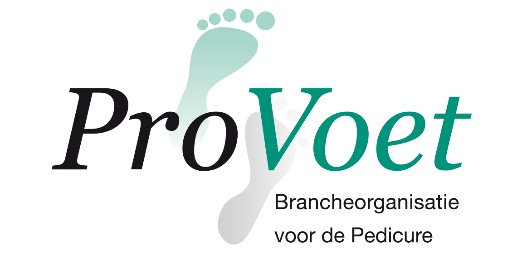 ProVoet
Brancheorganisatie
voor de Pedicure